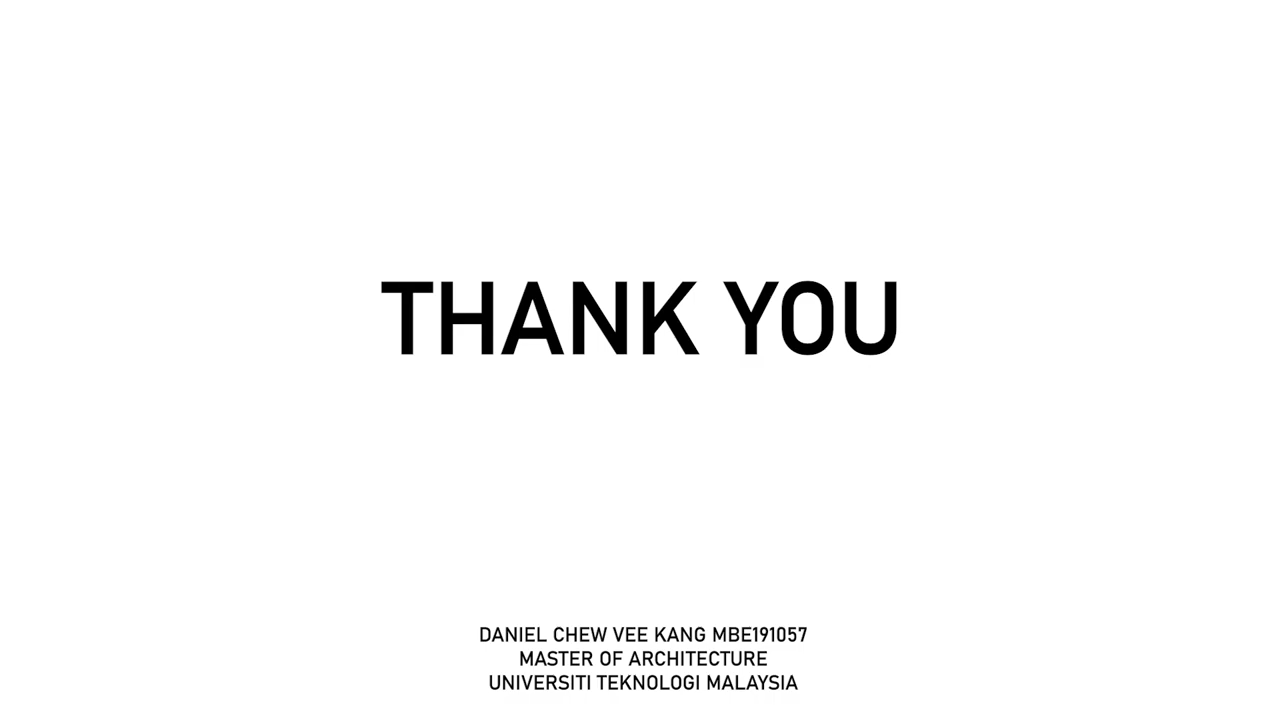 THANK YOU
DANIEL CHEW VEE KANG MBE191057
MASTER OF ARCHITECTURE
UNIVERSITI TEKNOLOGI MALAYSIA